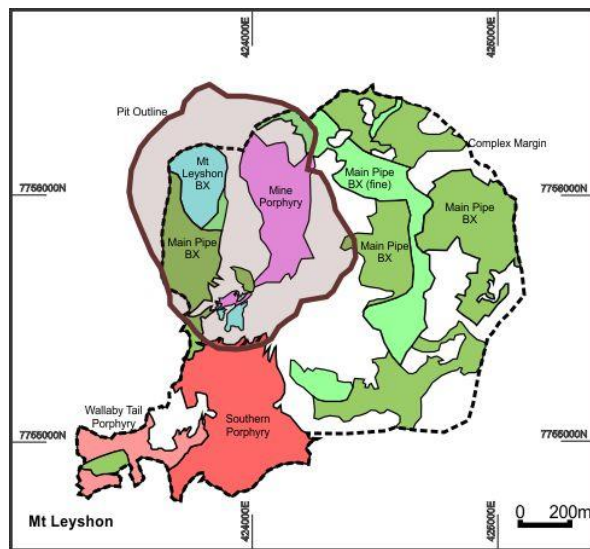 424000E
425000E
Pit Outline
Complex Margin
Mt
Leyshon
BX
Mine
Porphyry
Main Pipe
BX (fine)
7756000N
7756000N
Main Pipe
BX
Main Pipe
BX
Main Pipe
BX
Wallaby Tail
Porphyry
Southern
Porphyry
7755000N
7755000N
424000E
425000E
Mt Leyshon
0 200m